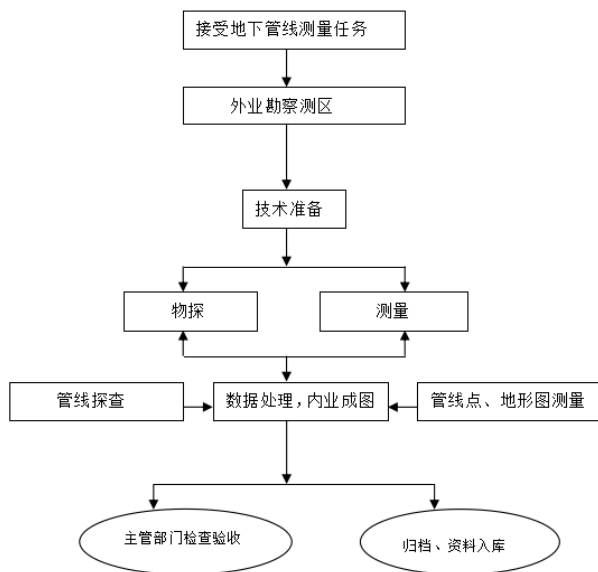 接受地下管线测量任务
外业勘察测区
技术准备
物探
测量
管线探查
数据处理，内业成图
管线点、地形图测量
主管部门检查验收
归档、资料入库